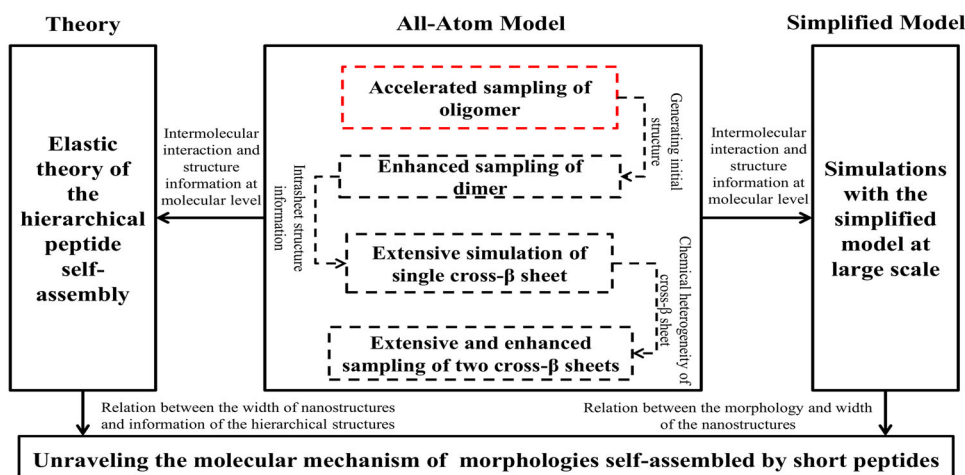 Theory
All-Atom Model
Simplified Model
Elastic
theory of
the
hierarchical
peptide
self-
assembly
Intermolecular
interaction and
structure
information at
molecular level
Accelerated sampling of
oligomer
Generating initial
structure
Enhanced sampling of
dimer
Intrasheet structure
information
Extensive simulation of
single cross-β sheet
Chemical heterogeneity of
cross-β sheet
Extensive and enhanced
sampling of two cross-β sheets
Intermolecular
interaction and
structure
information at
molecular level
Simulations
with the
simplified
model at
large scale
Relation between the width of nanostructures
and information of the hierarchical structures
Relation between the morphology and width
of the nanostructures
Unraveling the molecular mechanism of morphologies self-assembled by short peptides